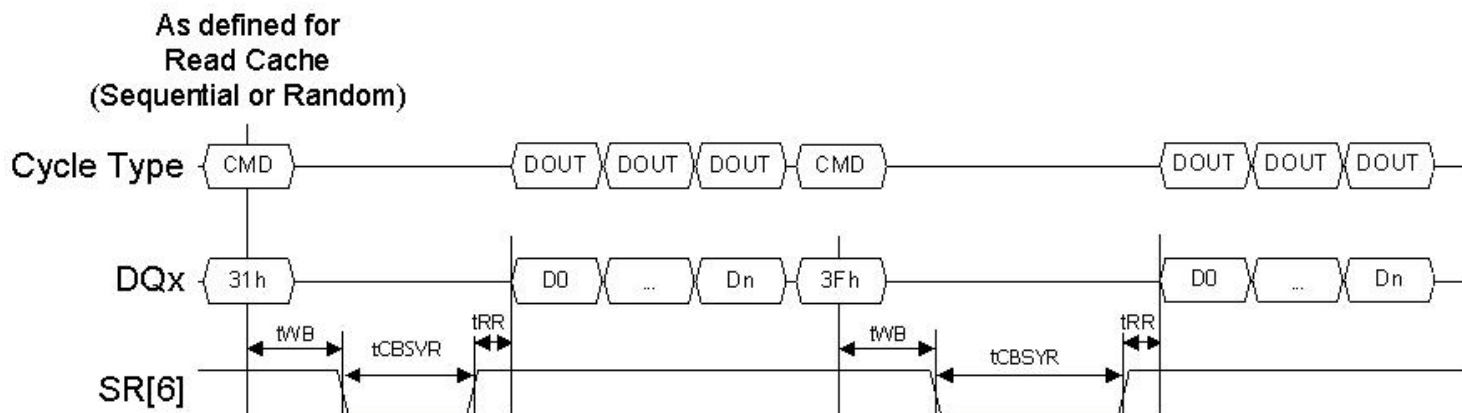 As defined for
Read Cache
(Sequential or Random)
Cycle Type CMD DOUT DOUT DOUT CMD DOUT DOUT DOUT
DQx 31h D0 ... Dn 3Fh D0 ... Dn
tWB tRR tWB tRR
tCBSYR tCBSYR
SR[6]